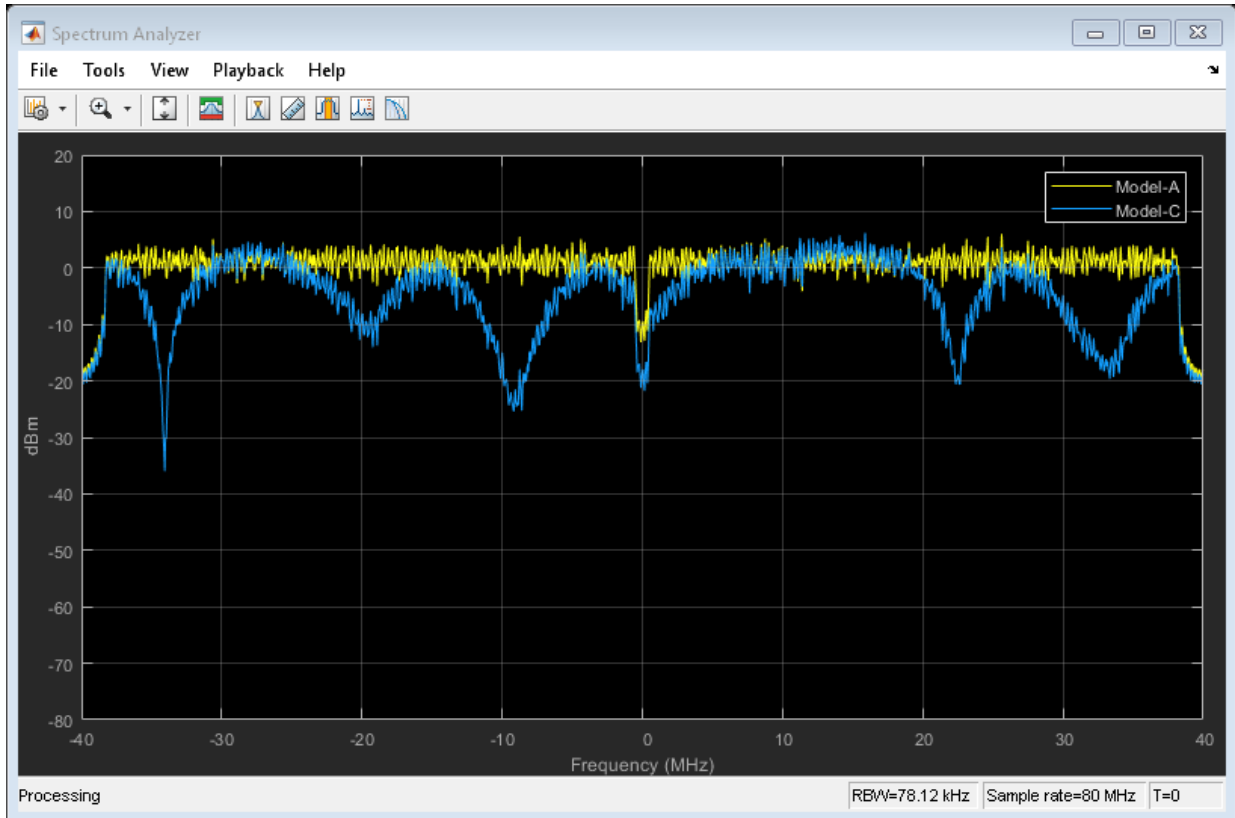 Spectrum Analyzer
File Tools View Playback Help
20
10
0
-10
-20
-30
-40
-50
-60
-70
-80
dBm
Model-A
Model-C
-40 -30 -20 -10 0 10 20 30 40
Frequency (MHz)
Processing RBW=78.12 kHz Sample rate=80 MHz T=0